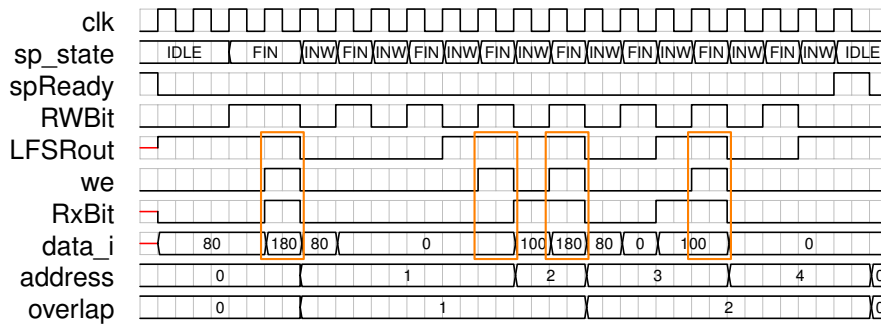 clk
sp_state IDLE FIN INW FIN INW FIN INW FIN INW FIN INW FIN INW FIN INW FIN INW IDLE
spReady
RWBit
LFSRout
we
RxBit
data_i 80 180 80 0 100 180 80 0 100 0
address 0 1 2 3 4 0
overlap 0 1 2 0